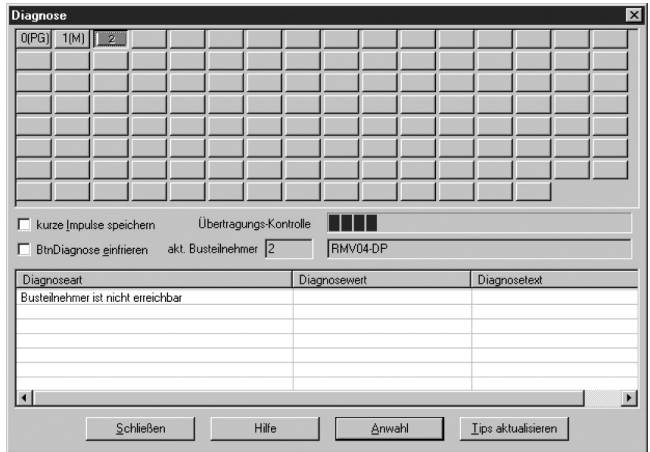 Diagnose
0(PG) 1(M) 2
kurze Impulse speichern Übertragungs-Kontrolle
BtnDiagnose einfrieren akt. Busteilnehmer 2 RMV04-DP
Diagnoseart Diagnosewert Diagnosetext
Busteilnehmer ist nicht erreichbar
Schließen Hilfe Anwahl Tips aktualisieren